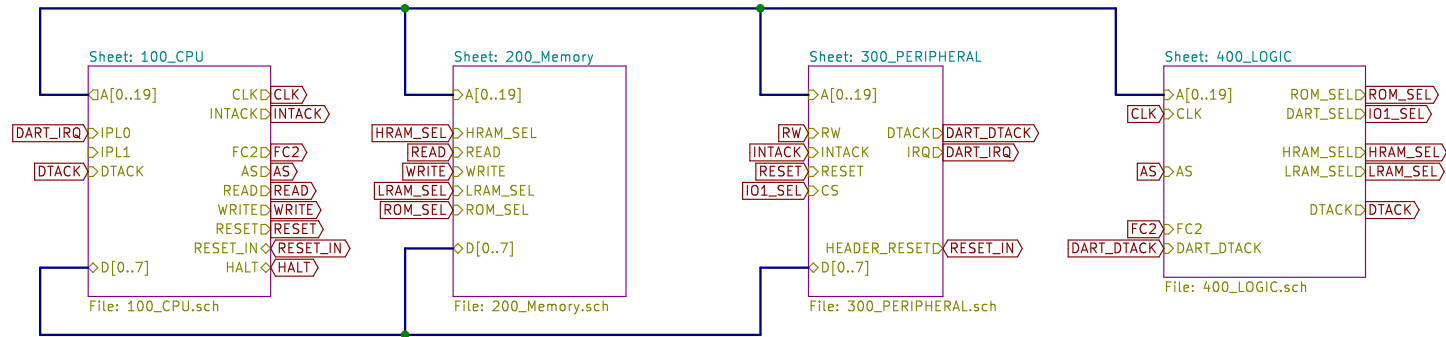 Sheet: 100_CPU
A[0..19]
CLK CLK
INTACK INTACK
DART_IRQ IPL0
IPL1
FC2 FC2
DTACK DTACK
AS AS
READ READ
WRITE WRITE
RESET RESET
RESET_IN RESET_IN
D[0..7]
HALT HALT
File: 100_CPU.sch
Sheet: 200_Memory
A[0..19]
HRAM_SEL HRAM_SEL
READ READ
WRITE WRITE
LRAM_SEL LRAM_SEL
ROM_SEL ROM_SEL
D[0..7]
File: 200_Memory.sch
Sheet: 300_PERIPHERAL
A[0..19]
RW RW
DTACK DART_DTACK
INTACK INTACK
IRQ DART_IRQ
RESET RESET
IO1_SEL CS
HEADER_RESET RESET_IN
D[0..7]
File: 300_PERIPHERAL.sch
Sheet: 400_LOGIC
A[0..19]
ROM_SEL ROM_SEL
CLK CLK
DART_SEL IO1_SEL
HRAM_SEL HRAM_SEL
AS AS
LRAM_SEL LRAM_SEL
DTACK DTACK
FC2 FC2
DART_DTACK DART_DTACK
File: 400_LOGIC.sch